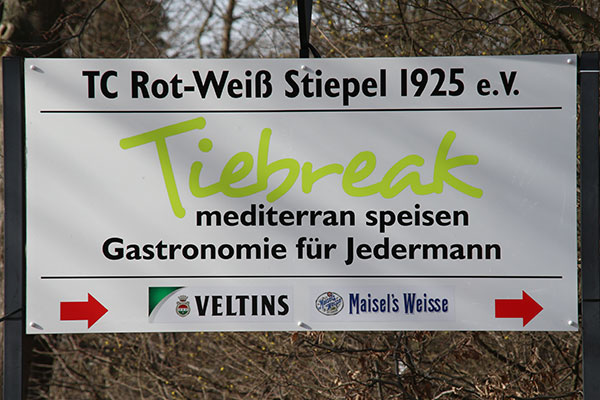 TC Rot-Weiß Stiepel 1925 e.V.
Tiebreak
mediterran speisen
Gastronomie für Jedermann
VELTINS Maisel's Weisse